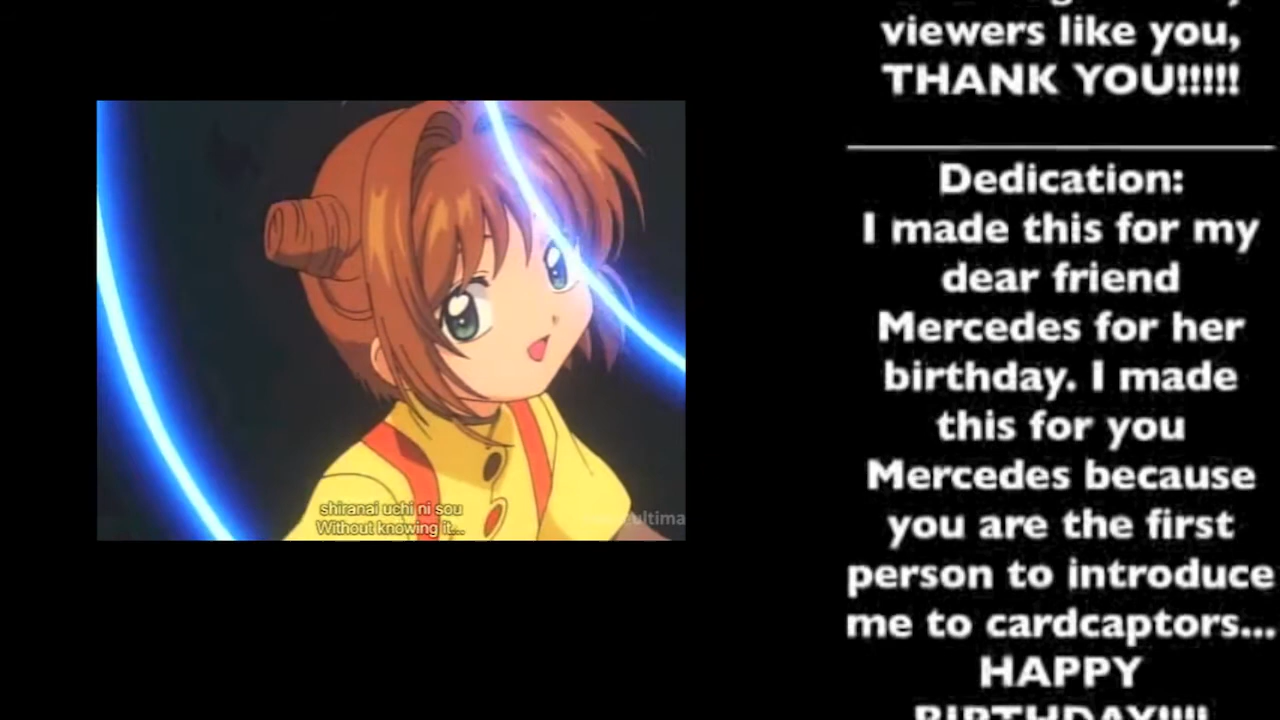 viewers like you,
THANK YOU!!!!!
Dedication:
I made this for my
dear friend
Mercedes for her
birthday. I made
this for you
Mercedes because
you are the first
person to introduce
me to cardcaptors...
HAPPY
BIRTHDAY!!!!
shiranai uchi ni sou
Without knowing it...
ultima